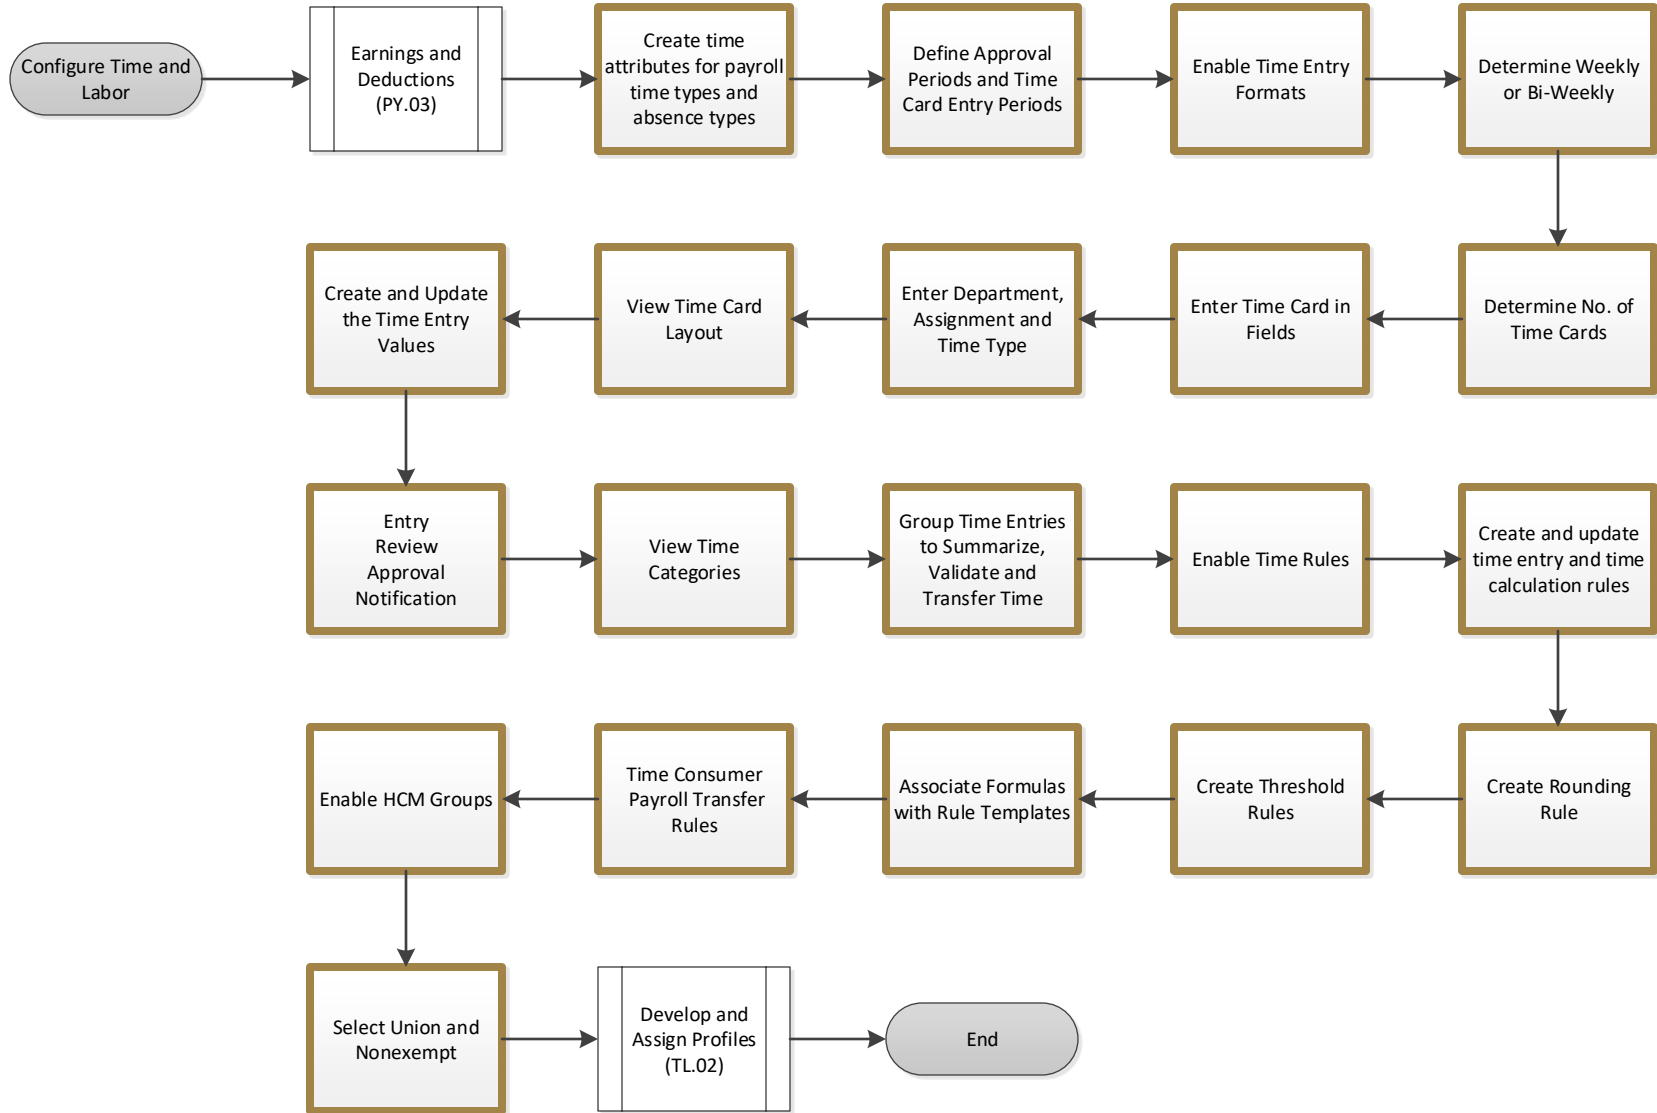 Configure Time and
Labor
Earnings and
Deductions
(PY.03)
Create time
attributes for payroll
time types and
absence types
Define Approval
Periods and Time
Card Entry Periods
Enable Time Entry
Formats
Determine Weekly
or Bi-Weekly
Determine No. of
Time Cards
Enter Time Card in
Fields
Enter Department,
Assignment and
Time Type
View Time Card
Layout
Create and Update
the Time Entry
Values
Entry
Review
Approval
Notification
View Time
Categories
Group Time Entries
to Summarize,
Validate and
Transfer Time
Enable Time Rules
Create and update
time entry and time
calculation rules
Create Rounding
Rule
Create Threshold
Rules
Associate Formulas
with Rule Templates
Time Consumer
Payroll Transfer
Rules
Enable HCM Groups
Select Union and
Nonexempt
Develop and
Assign Profiles
(TL.02)
End